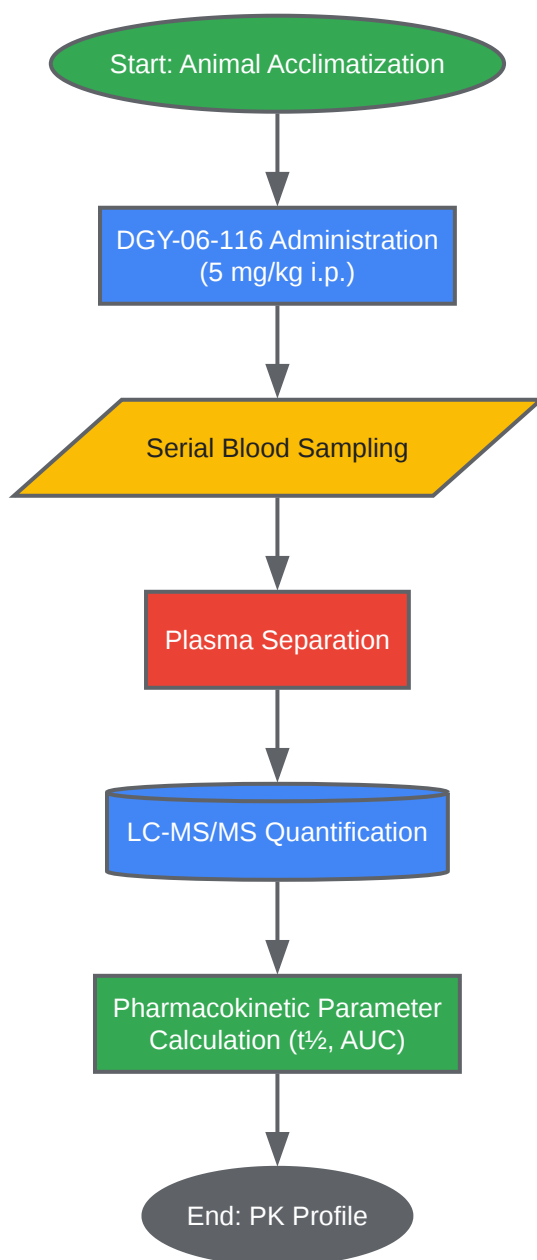 Start: Animal Acclimatization
DGY-06-116 Administration
(5 mg/kg i.p.)
Serial Blood Sampling
Plasma Separation
LC-MS/MS Quantification
Pharmacokinetic Parameter
Calculation (t½, AUC)
End: PK Profile